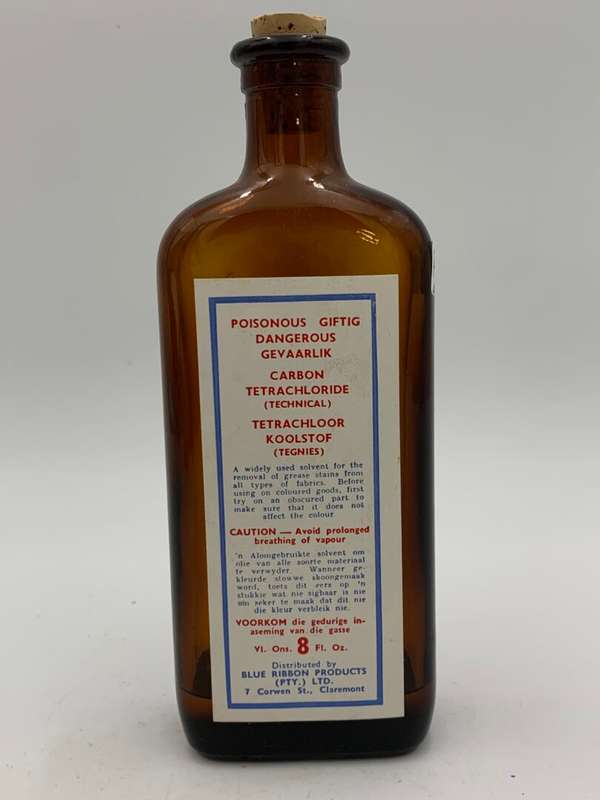 POISONOUS GIFTIG
DANGEROUS
GEVAARLIK
CARBON
TETRACHLORIDE
(TECHNICAL)
TETRACHLOOR
KOOLSTOF
(TEGNIES)
A widely used solvent for the
removal of grease stains from
all types of fabrics. Before
using on coloured goods, first
try on an obscured part to
make sure that it does not
affect the colour
CAUTION — Avoid prolonged
breathing of vapour
'n Alomgebruikte solvent om
olie van alle soorte materiaal
te verwyder. Wanneer ge-
kleurde stowwe skoongemaak
word, toets dit eers op 'n
stukkie wat nie sigbaar is nie
om seker te maak dat dit nie
die kleur verbleik nie.
VOORKOM die gedurige in-
aseming van die gasse
Vl. Ons. 8 Fl. Oz.
Distributed by
BLUE RIBBON PRODUCTS
(PTY.) LTD.
7 Corwen St., Claremont